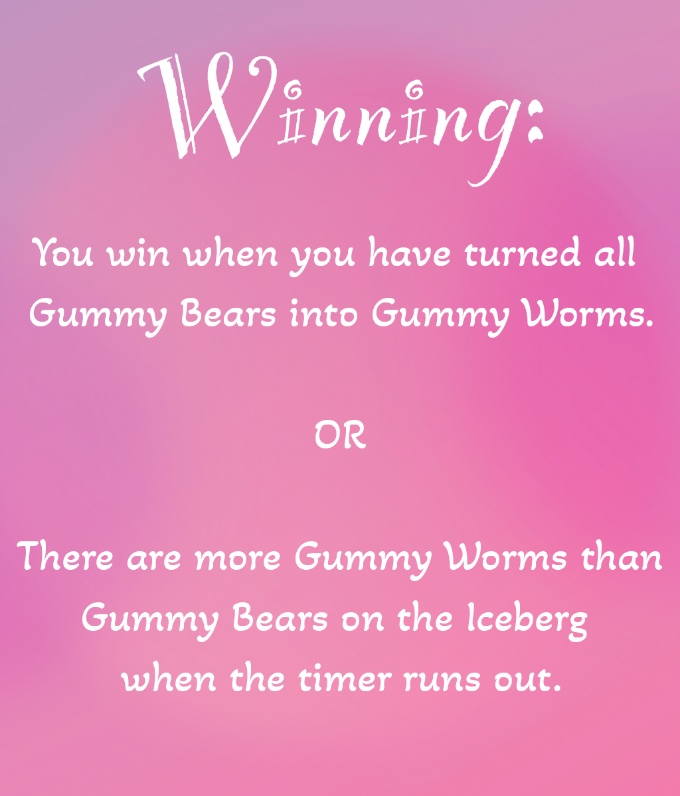 Winning:
You win when you have turned all
Gummy Bears into Gummy Worms.
OR
There are more Gummy Worms than
Gummy Bears on the Iceberg
when the timer runs out.